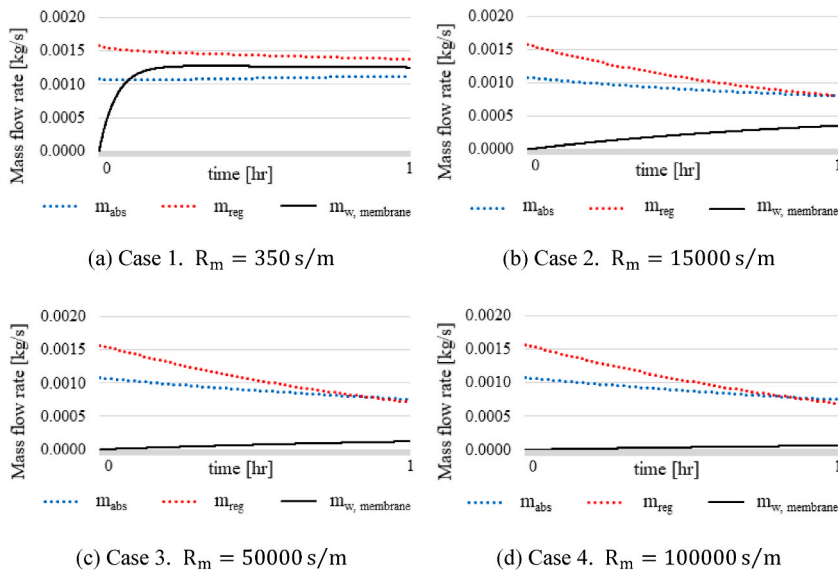 Mass flow rate [kg/s]
0.0020
0.0015
0.0010
0.0005
0.0000
0
1
time [hr]
m_abs m_reg m_w, membrane
(a) Case 1. R_m = 350 s/m
Mass flow rate [kg/s]
0.0020
0.0015
0.0010
0.0005
0.0000
0
1
time [hr]
m_abs m_reg m_w, membrane
(b) Case 2. R_m = 15000 s/m
Mass flow rate [kg/s]
0.0020
0.0015
0.0010
0.0005
0.0000
0
1
time [hr]
m_abs m_reg m_w, membrane
(c) Case 3. R_m = 50000 s/m
Mass flow rate [kg/s]
0.0020
0.0015
0.0010
0.0005
0.0000
0
1
time [hr]
m_abs m_reg m_w, membrane
(d) Case 4. R_m = 100000 s/m